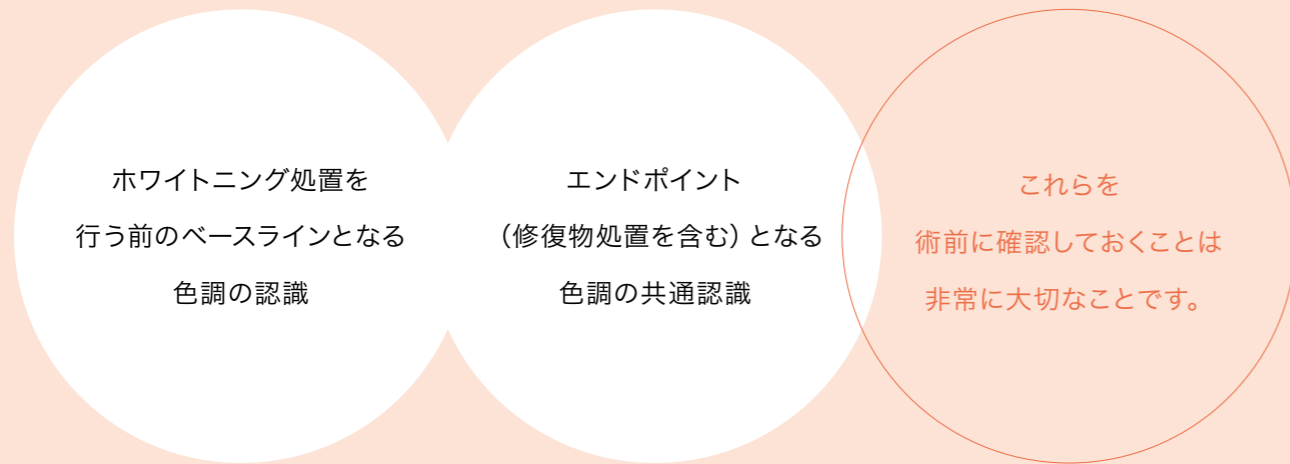 ホワイトニング処置を
行う前のベースラインとなる
色調の認識
エンドポイント
（修復物処置を含む）となる
色調の共通認識
これらを
術前に確認しておくことは
非常に大切なことです。